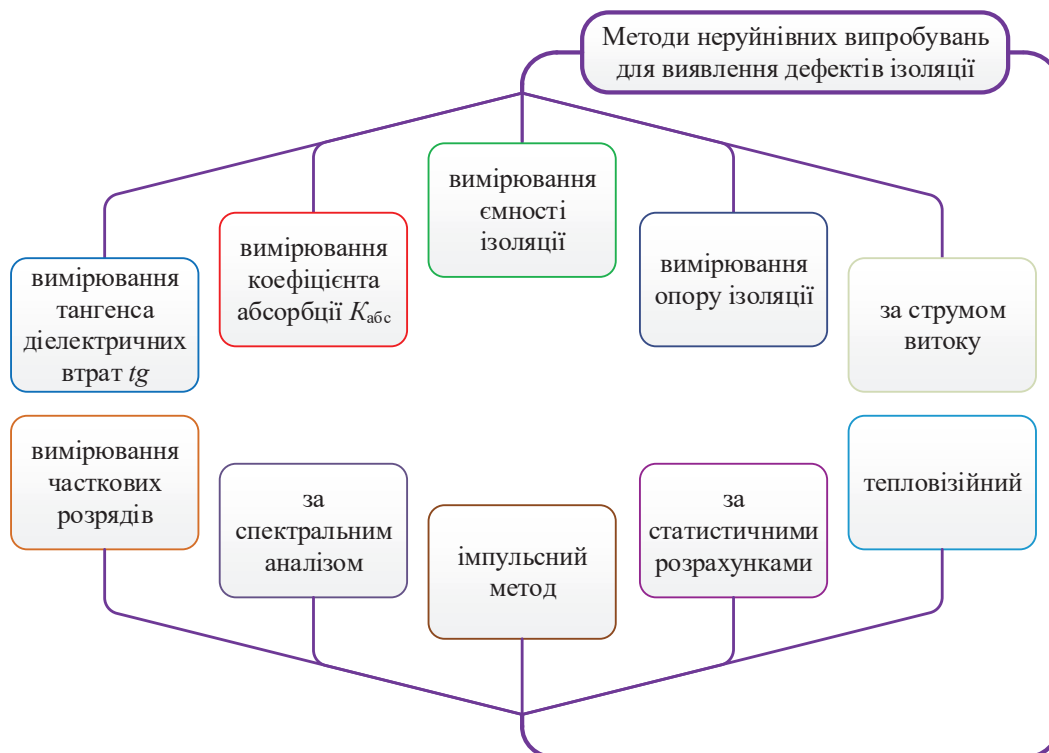 Методи неруйнівних випробувань
для виявлення дефектів ізоляції
вимірювання
тангенса
діелектричних
втрат tg
вимірювання
коефіцієнта
абсорбції Kабс
вимірювання
ємності
ізоляції
вимірювання
опору ізоляції
за струмом
витоку
вимірювання
часткових
розрядів
за
спектральним
аналізом
імпульсний
метод
за
статистичними
розрахунками
тепловізійний